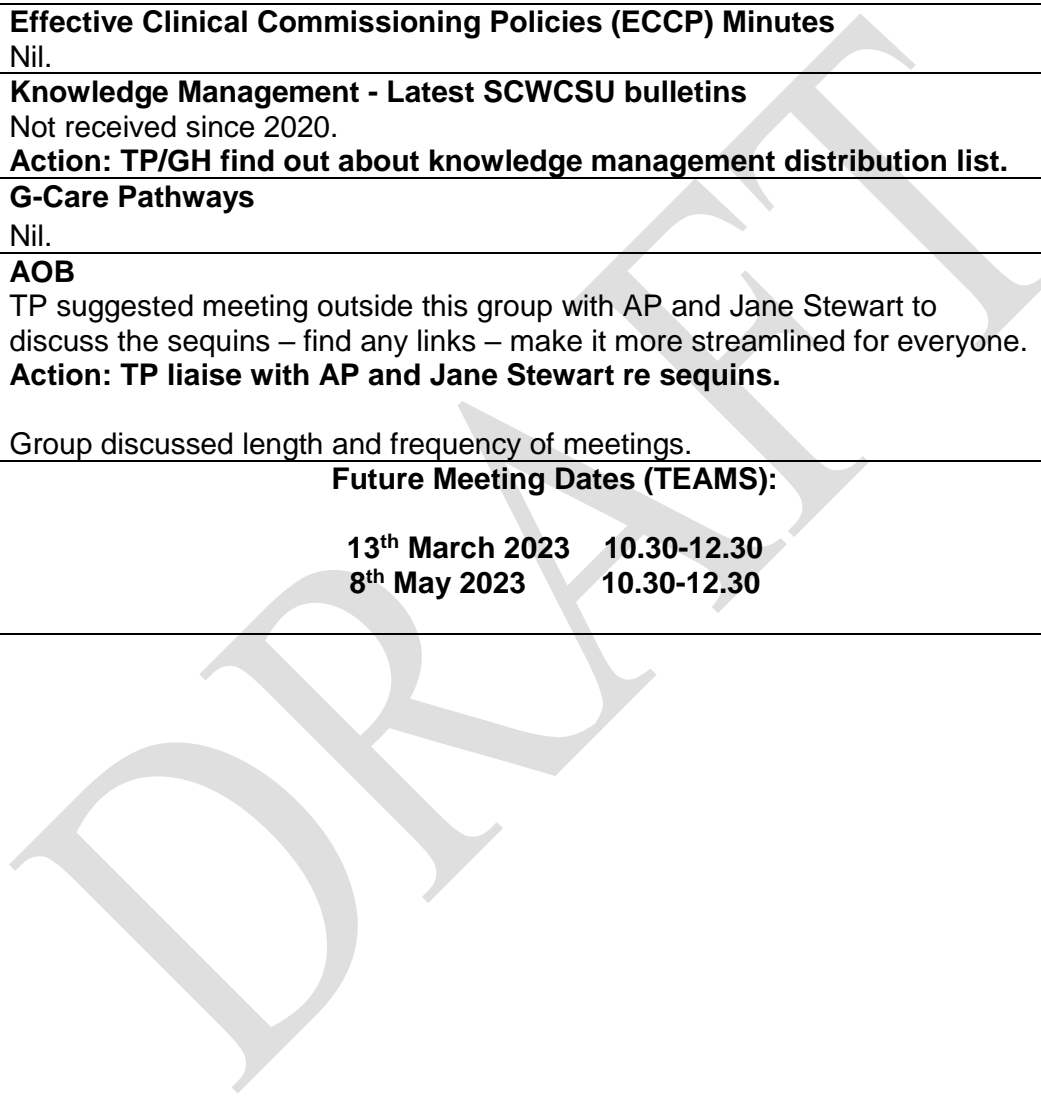 Effective Clinical Commissioning Policies (ECCP) Minutes
Nil.
Knowledge Management - Latest SCWCSU bulletins
Not received since 2020.
Action: TP/GH find out about knowledge management distribution list.
G-Care Pathways
Nil.
AOB
TP suggested meeting outside this group with AP and Jane Stewart to
discuss the sequins – find any links – make it more streamlined for everyone.
Action: TP liaise with AP and Jane Stewart re sequins.
Group discussed length and frequency of meetings.
Future Meeting Dates (TEAMS):
13th March 2023 10.30-12.30
8th May 2023 10.30-12.30
DRAFT